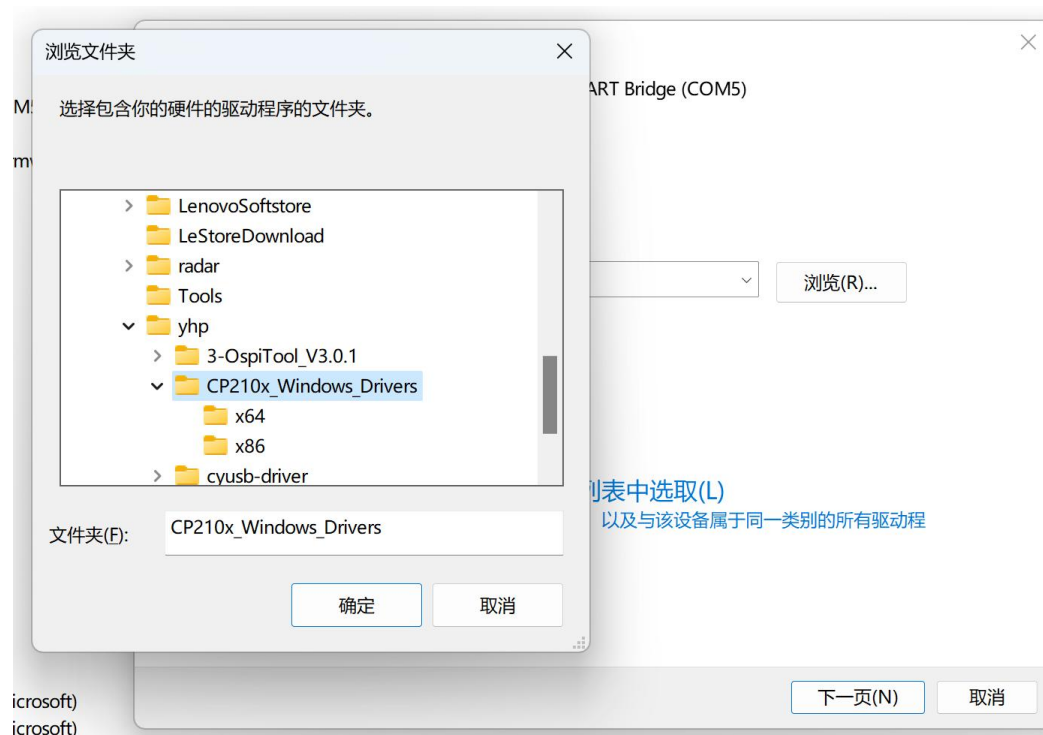 浏览文件夹
选择包含你的硬件的驱动程序的文件夹。
LenovoSoftstore
LeStoreDownload
radar
Tools
yhp
3-OspiTool_V3.0.1
CP210x_Windows_Drivers
x64
x86
cyusb-driver
文件夹(F):
CP210x_Windows_Drivers
确定
取消
ART Bridge (COM5)
浏览(R)...
列表中选取(L)
以及与该设备属于同一类别的所有驱动程
下一页(N)
取消
icrosoft)
icrosoft)